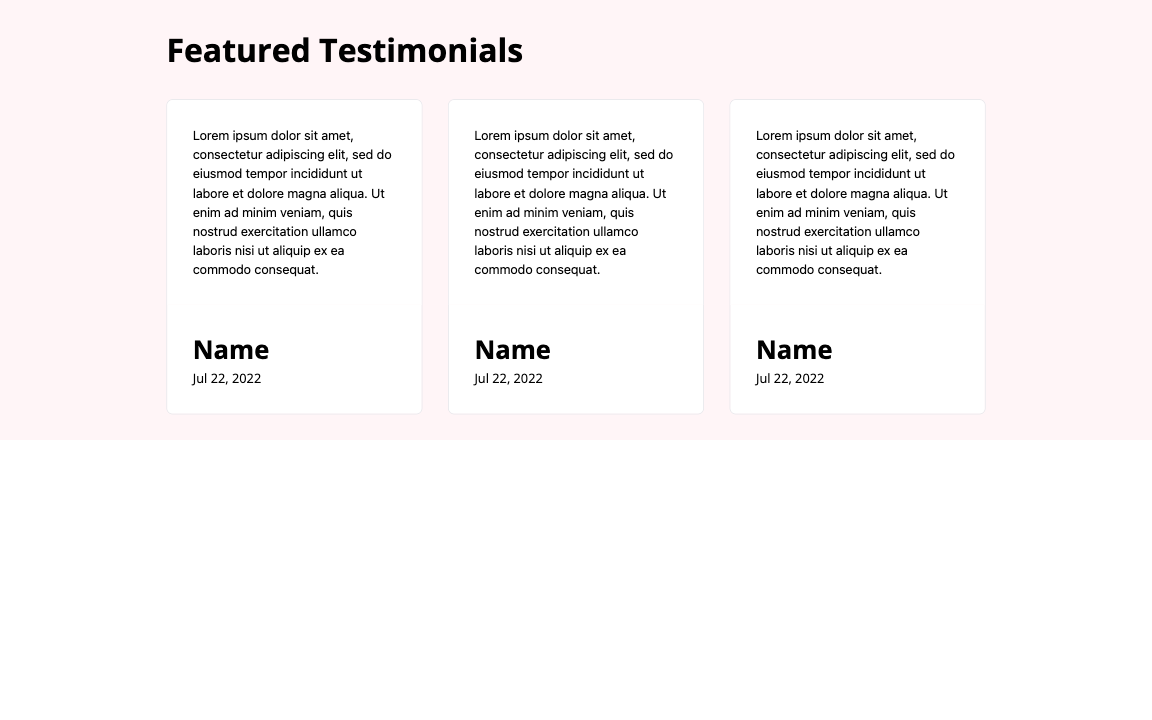 Featured Testimonials
Lorem ipsum dolor sit amet,
consectetur adipiscing elit, sed do
eiusmod tempor incididunt ut
labore et dolore magna aliqua. Ut
enim ad minim veniam, quis
nostrud exercitation ullamco
laboris nisi ut aliquip ex ea
commodo consequat.
Name
Jul 22, 2022
Lorem ipsum dolor sit amet,
consectetur adipiscing elit, sed do
eiusmod tempor incididunt ut
labore et dolore magna aliqua. Ut
enim ad minim veniam, quis
nostrud exercitation ullamco
laboris nisi ut aliquip ex ea
commodo consequat.
Name
Jul 22, 2022
Lorem ipsum dolor sit amet,
consectetur adipiscing elit, sed do
eiusmod tempor incididunt ut
labore et dolore magna aliqua. Ut
enim ad minim veniam, quis
nostrud exercitation ullamco
laboris nisi ut aliquip ex ea
commodo consequat.
Name
Jul 22, 2022